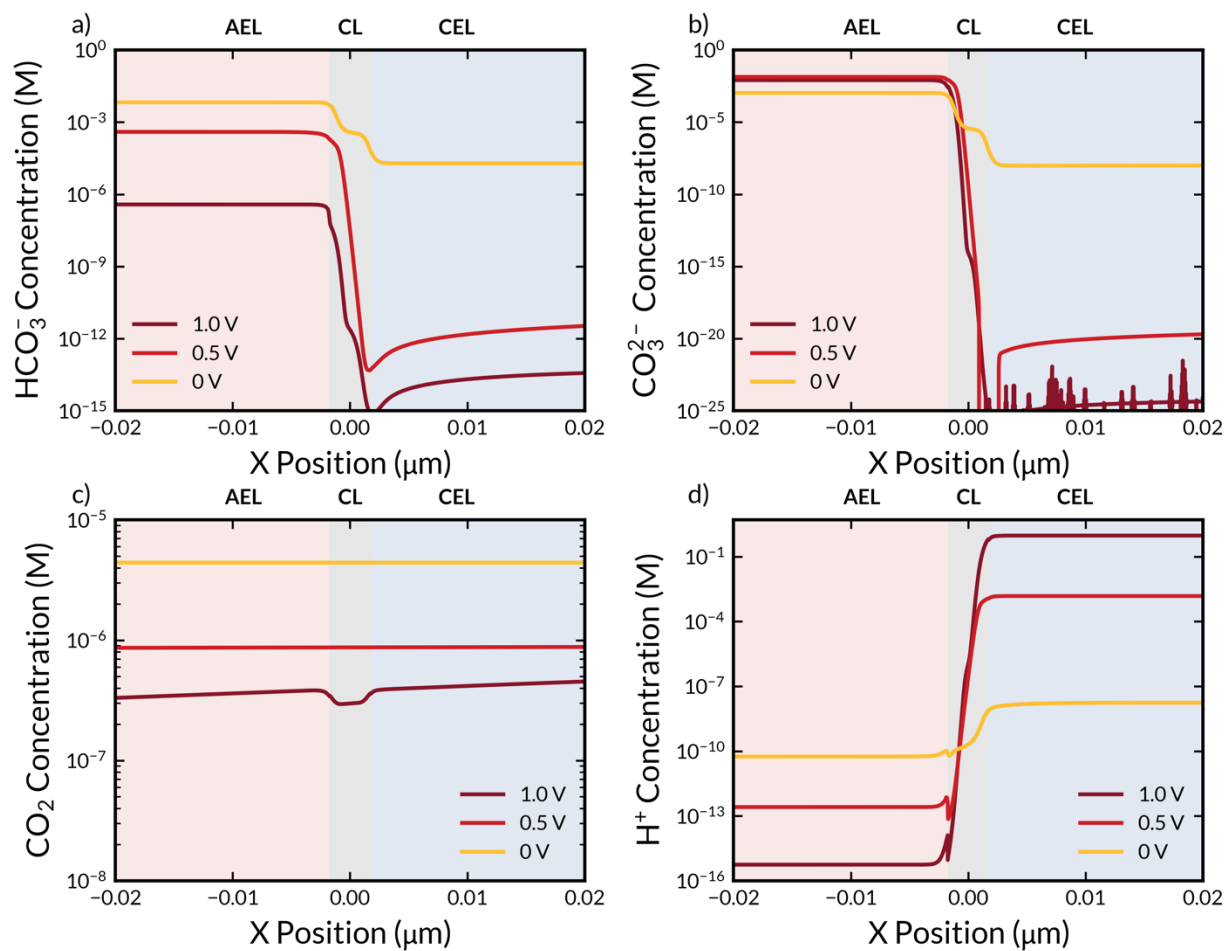 a) AEL CL CEL
HCO₃⁻ Concentration (M)
10⁰
10⁻³
10⁻⁶
10⁻⁹
10⁻¹²
10⁻¹⁵
1.0 V
0.5 V
0 V
−0.02 −0.01 0.00 0.01 0.02
X Position (μm)
b) AEL CL CEL
CO₃²⁻ Concentration (M)
10⁰
10⁻⁵
10⁻¹⁰
10⁻¹⁵
10⁻²⁰
10⁻²⁵
1.0 V
0.5 V
0 V
−0.02 −0.01 0.00 0.01 0.02
X Position (μm)
c) AEL CL CEL
CO₂ Concentration (M)
10⁻⁵
10⁻⁶
10⁻⁷
10⁻⁸
1.0 V
0.5 V
0 V
−0.02 −0.01 0.00 0.01 0.02
X Position (μm)
d) AEL CL CEL
H⁺ Concentration (M)
10⁻¹
10⁻⁴
10⁻⁷
10⁻¹⁰
10⁻¹³
10⁻¹⁶
1.0 V
0.5 V
0 V
−0.02 −0.01 0.00 0.01 0.02
X Position (μm)